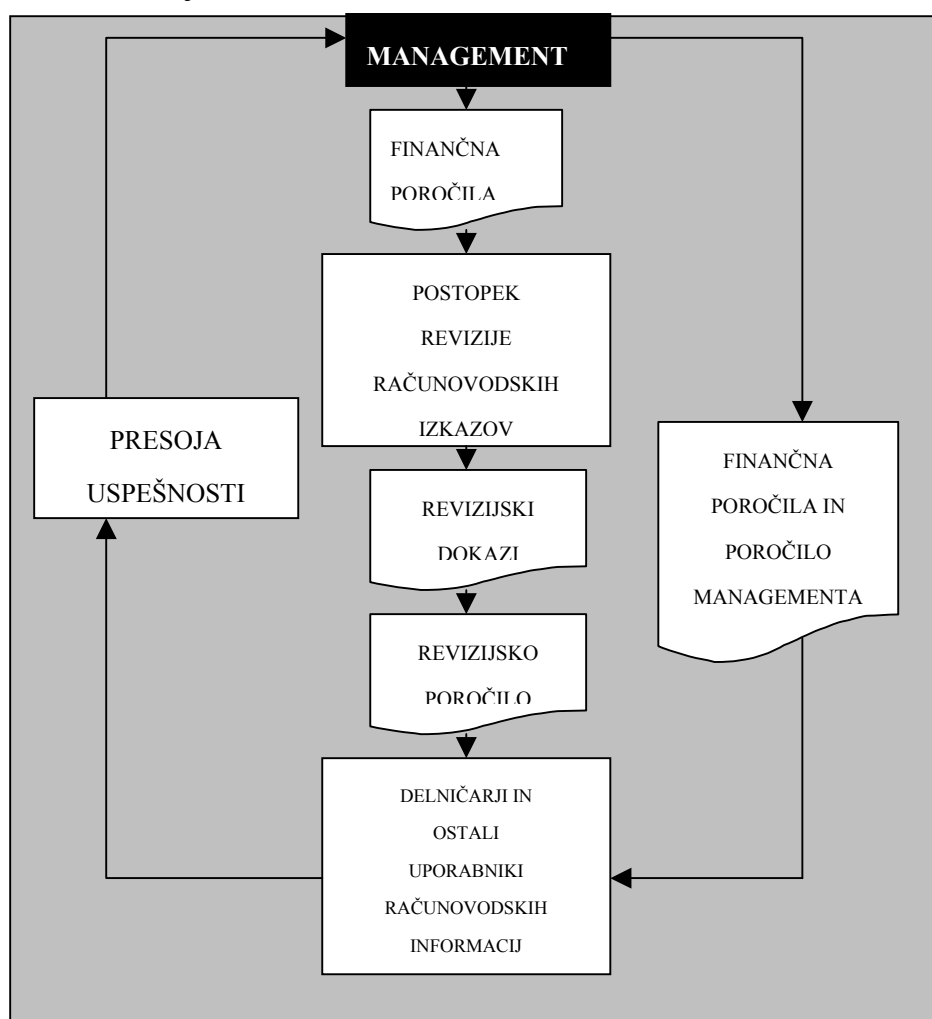 MANAGEMENT
FINANČNA
POROČILA
POSTOPEK
REVIZIJE
RAČUNOVODSKIH
IZKAZOV
PRESOJA
USPEŠNOSTI
REVIZIJSKI
DOKAZI
FINANČNA
POROČILA IN
POROČILO
MANAGEMENTA
REVIZIJSKO
POROČILO
DELNIČARJI IN
OSTALI
UPORABNIKI
RAČUNOVODSKIH
INFORMACIJ